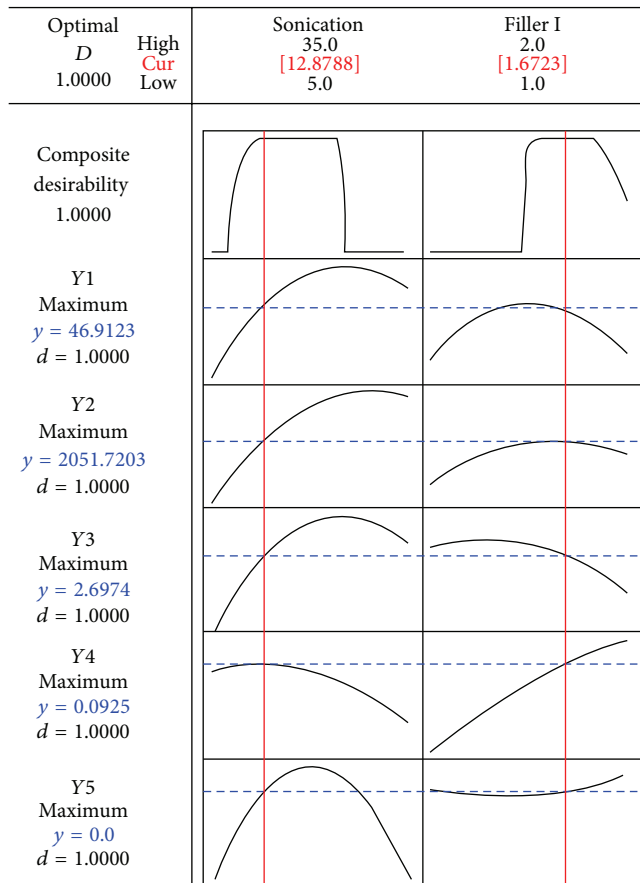 Optimal
D
1.0000
High
Cur
Low
Sonication
35.0
[12.8788]
5.0
Filler I
2.0
[1.6723]
1.0
Composite
desirability
1.0000
Y1
Maximum
y = 46.9123
d = 1.0000
Y2
Maximum
y = 2051.7203
d = 1.0000
Y3
Maximum
y = 2.6974
d = 1.0000
Y4
Maximum
y = 0.0925
d = 1.0000
Y5
Maximum
y = 0.0
d = 1.0000